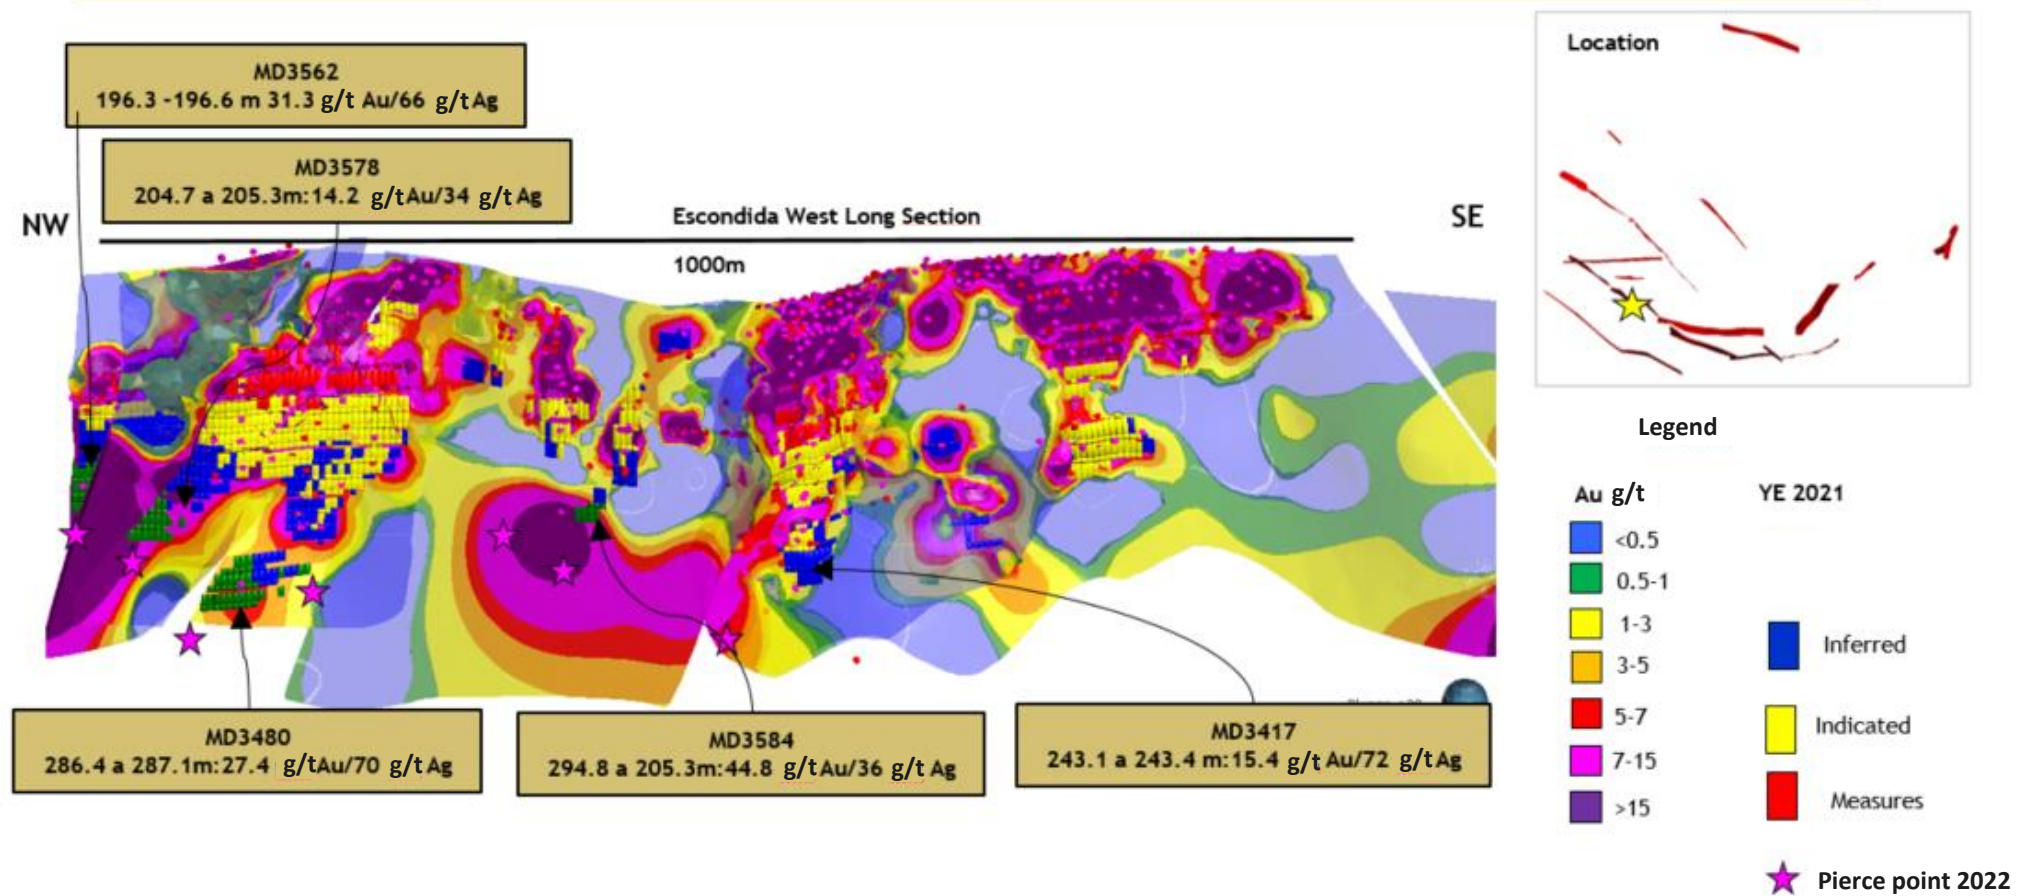 MD3562
196.3 -196.6 m 31.3 g/t Au/66 g/t Ag
MD3578
204.7 a 205.3m:14.2 g/t Au/34 g/t Ag
NW
Escondida West Long Section
SE
1000m
MD3480
286.4 a 287.1m:27.4 g/t Au/70 g/t Ag
MD3584
294.8 a 205.3m:44.8 g/t Au/36 g/t Ag
MD3417
243.1 a 243.4 m:15.4 g/t Au/72 g/t Ag
Location
Legend
Au g/t
YE 2021
<0.5
0.5-1
1-3
3-5
5-7
7-15
>15
Inferred
Indicated
Measures
Pierce point 2022